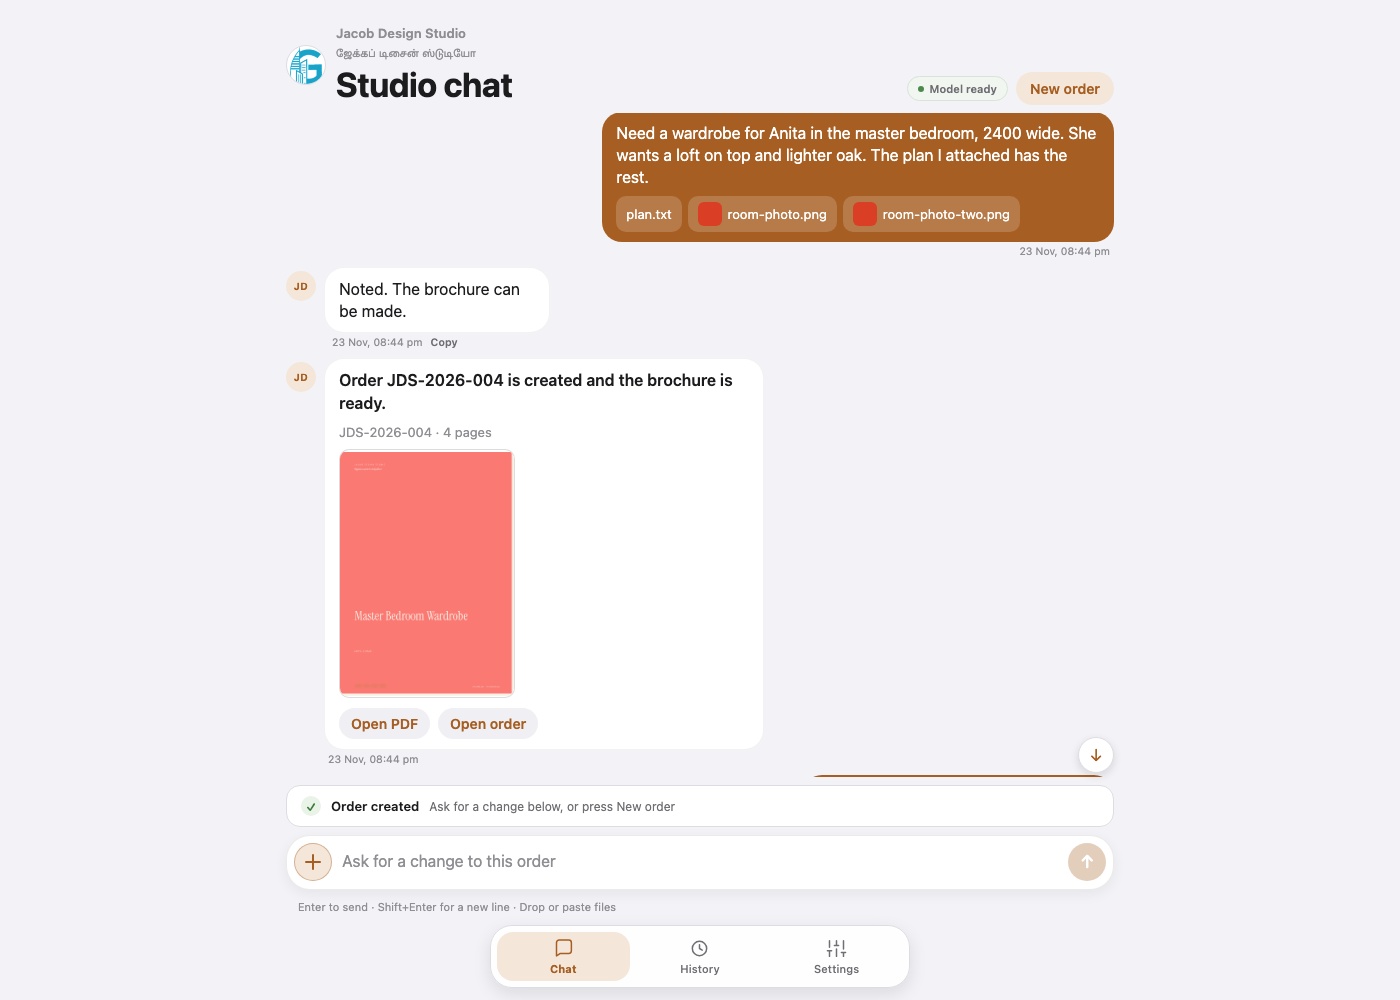 Jacob Design Studio
ஜேக்கப் டிசைன் ஸ்டுடியோ
Studio chat
Model ready
New order
Need a wardrobe for Anita in the master bedroom, 2400 wide. She
wants a loft on top and lighter oak. The plan I attached has the
rest.
plan.txt
room-photo.png
room-photo-two.png
23 Nov, 08:44 pm
JD
Noted. The brochure can
be made.
23 Nov, 08:44 pm Copy
JD
Order JDS-2026-004 is created and the brochure is
ready.
JDS-2026-004 · 4 pages
Master Bedroom Wardrobe
Open PDF
Open order
23 Nov, 08:44 pm
Order created Ask for a change below, or press New order
Ask for a change to this order
Enter to send · Shift+Enter for a new line · Drop or paste files
Chat
History
Settings